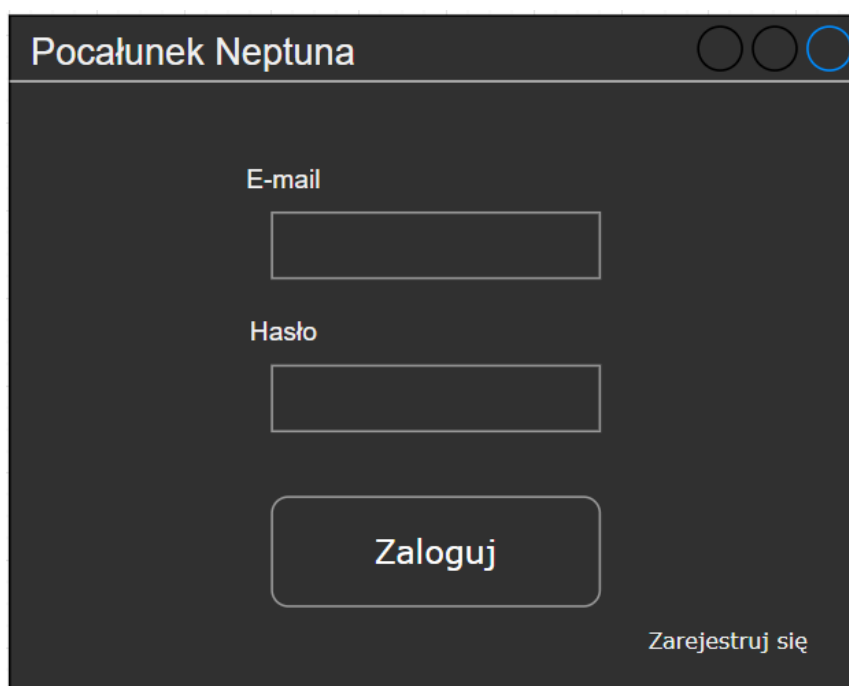 Pocałunek Neptuna
E-mail
Hasło
Zaloguj
Zarejestruj się